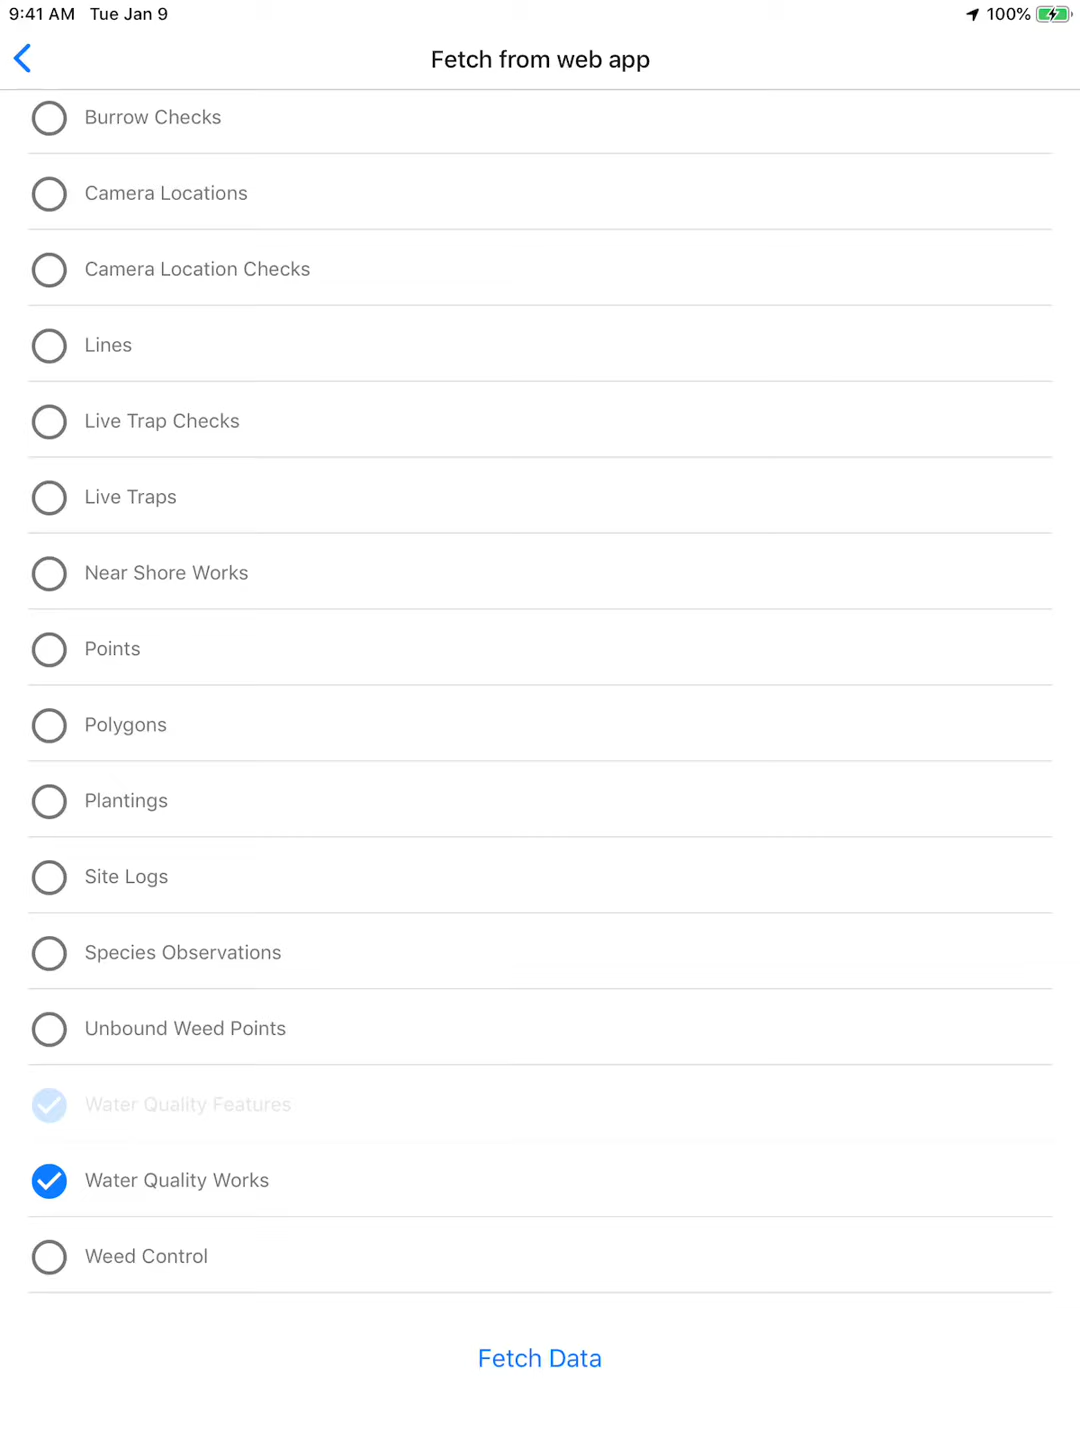 9:41 AM Tue Jan 9
100%
Fetch from web app
Burrow Checks
Camera Locations
Camera Location Checks
Lines
Live Trap Checks
Live Traps
Near Shore Works
Points
Polygons
Plantings
Site Logs
Species Observations
Unbound Weed Points
Water Quality Features
Water Quality Works
Weed Control
Fetch Data